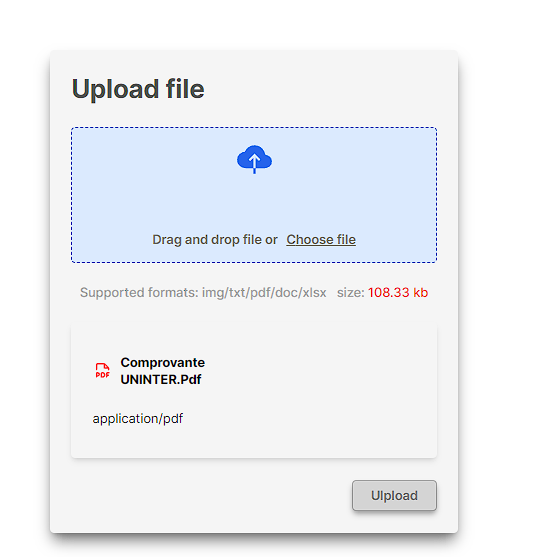 Upload file
Drag and drop file or Choose file
Supported formats: img/txt/pdf/doc/xlsx size: 108.33 kb
PDF
Comprovante
UNINTER.Pdf
application/pdf
Ulpload